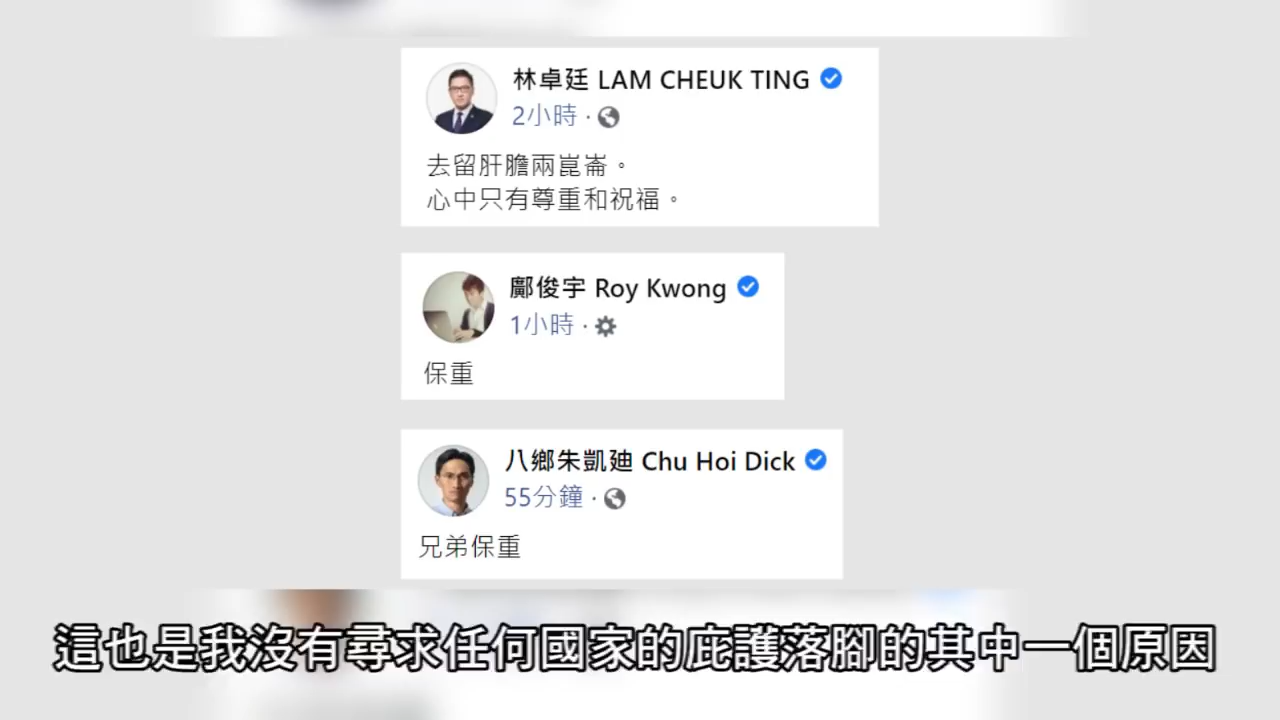 林卓廷 LAM CHEUK TING
2小時 ·
去留肝膽兩崑崙。
心中只有尊重和祝福。
鄺俊宇 Roy Kwong
1小時 ·
保重
八鄉朱凱廸 Chu Hoi Dick
55分鐘 ·
兄弟保重
這也是我沒有尋求任何國家的庇護落腳的其中一個原因